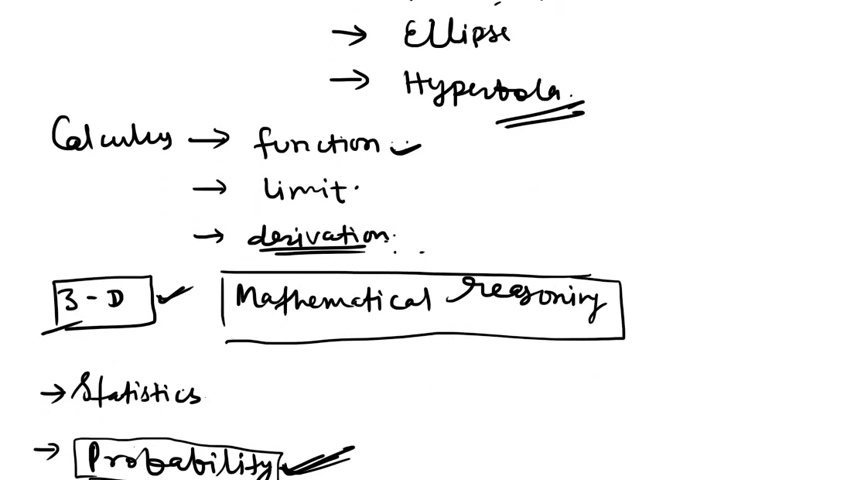 → Ellipse
→ Hyperbola.
Calculus → function
→ limit.
→ derivation
3-D Mathematical reasoning
→ Statistics
→ Probability